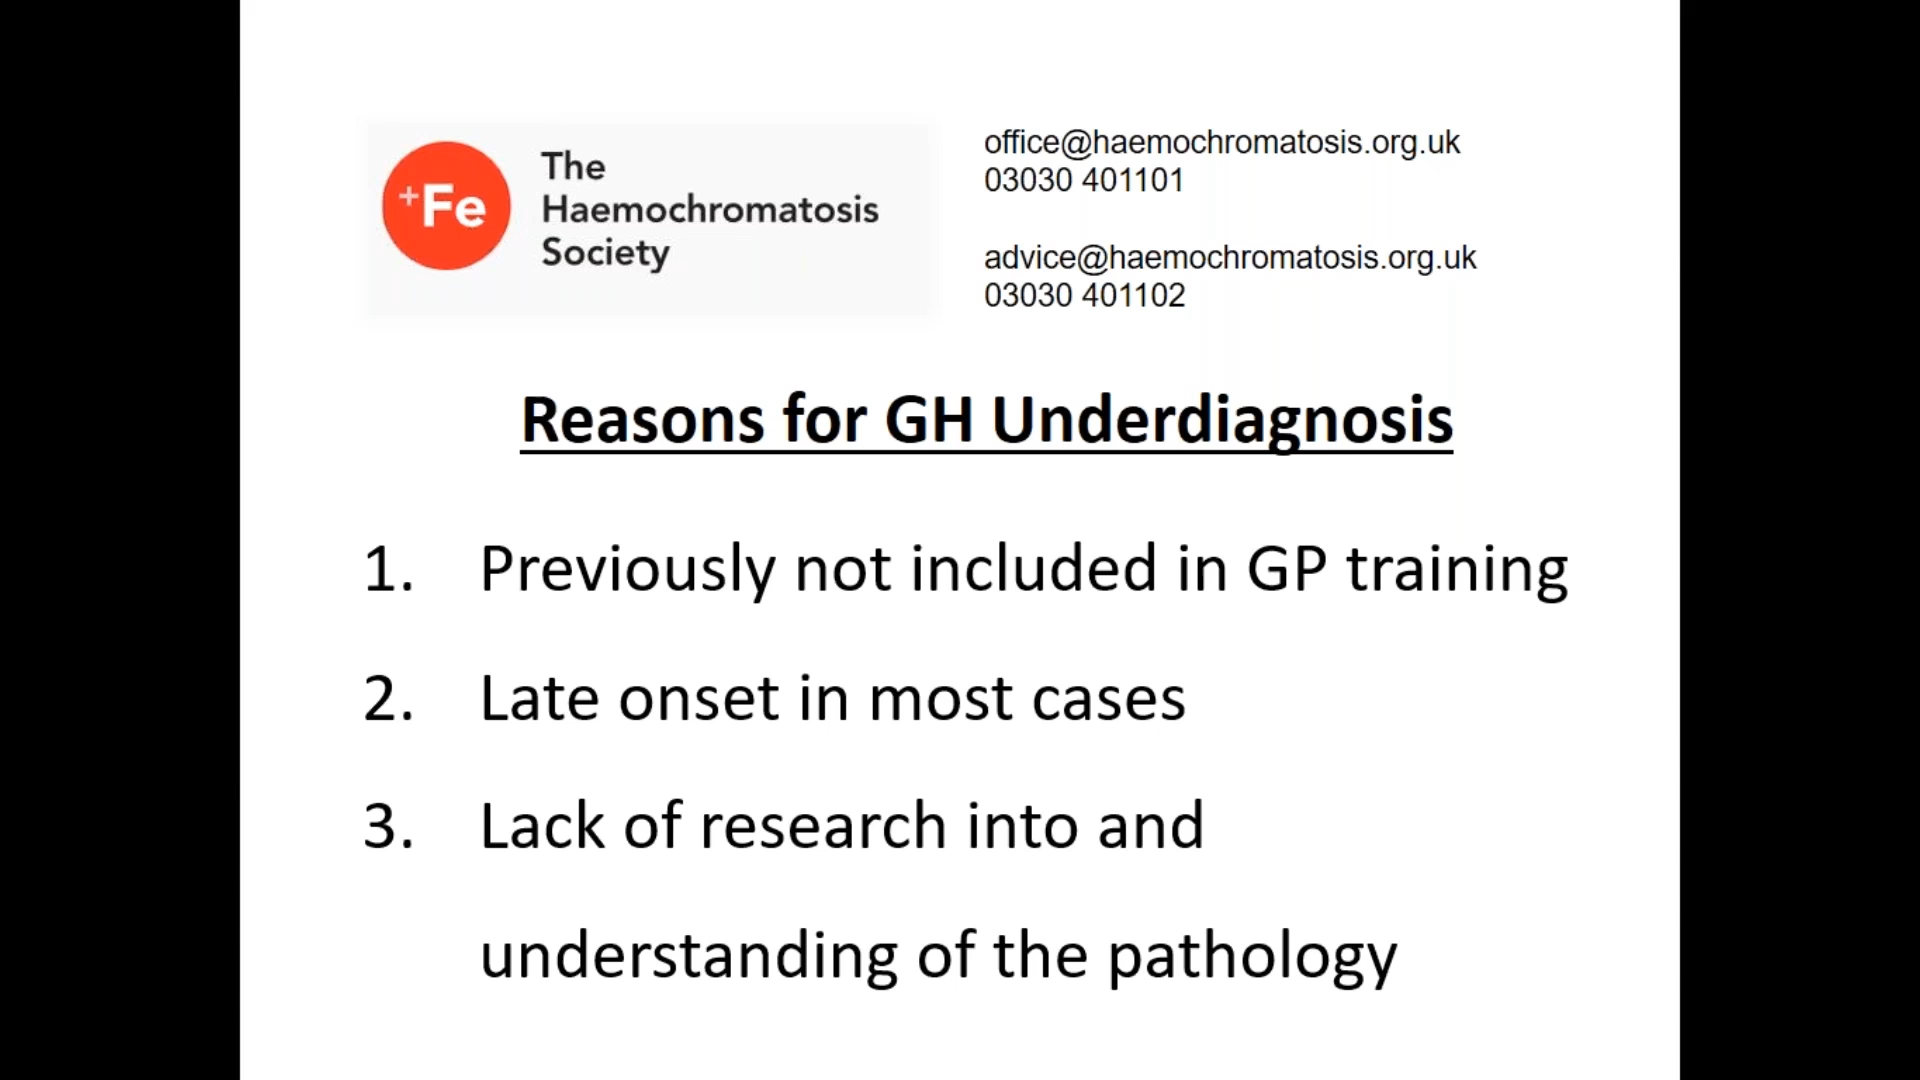 +Fe
The
Haemochromatosis
Society
office@haemochromatosis.org.uk
03030 401101
advice@haemochromatosis.org.uk
03030 401102
Reasons for GH Underdiagnosis
1. Previously not included in GP training
2. Late onset in most cases
3. Lack of research into and
understanding of the pathology